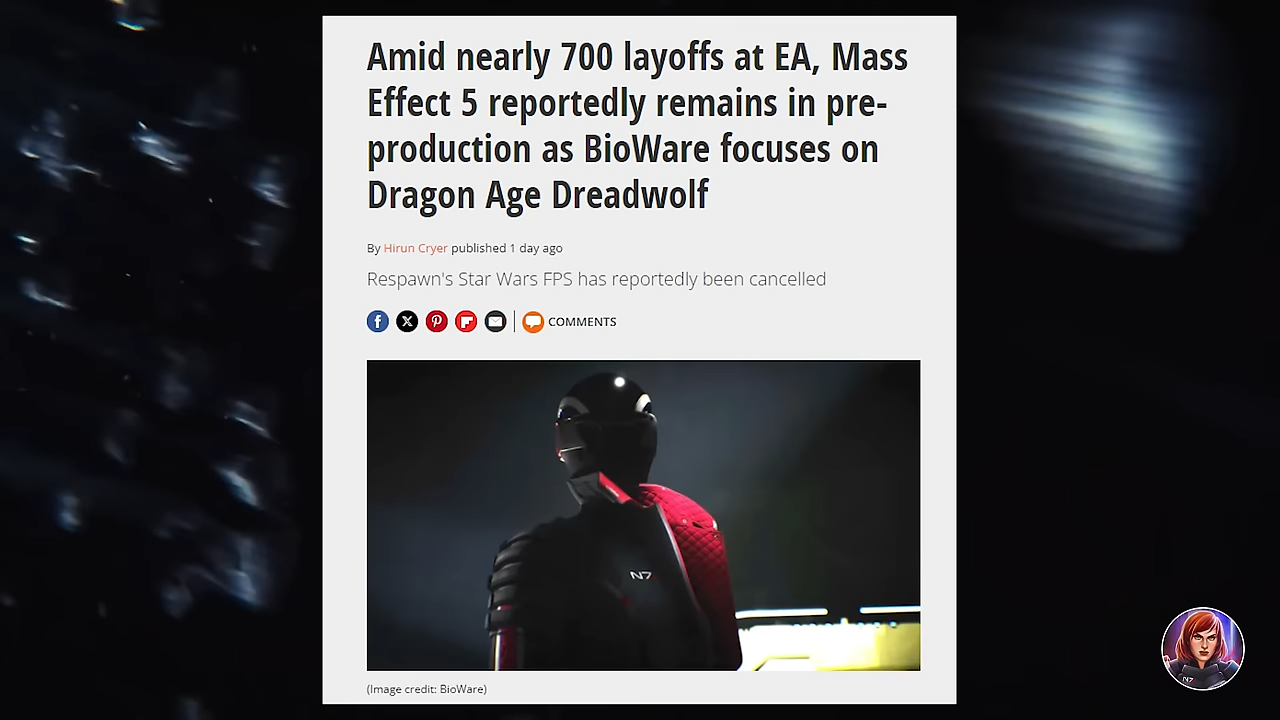 Amid nearly 700 layoffs at EA, Mass
Effect 5 reportedly remains in pre-
production as BioWare focuses on
Dragon Age Dreadwolf
By Hirun Cryer published 1 day ago
Respawn's Star Wars FPS has reportedly been cancelled
COMMENTS
N7
(Image credit: BioWare)
N7